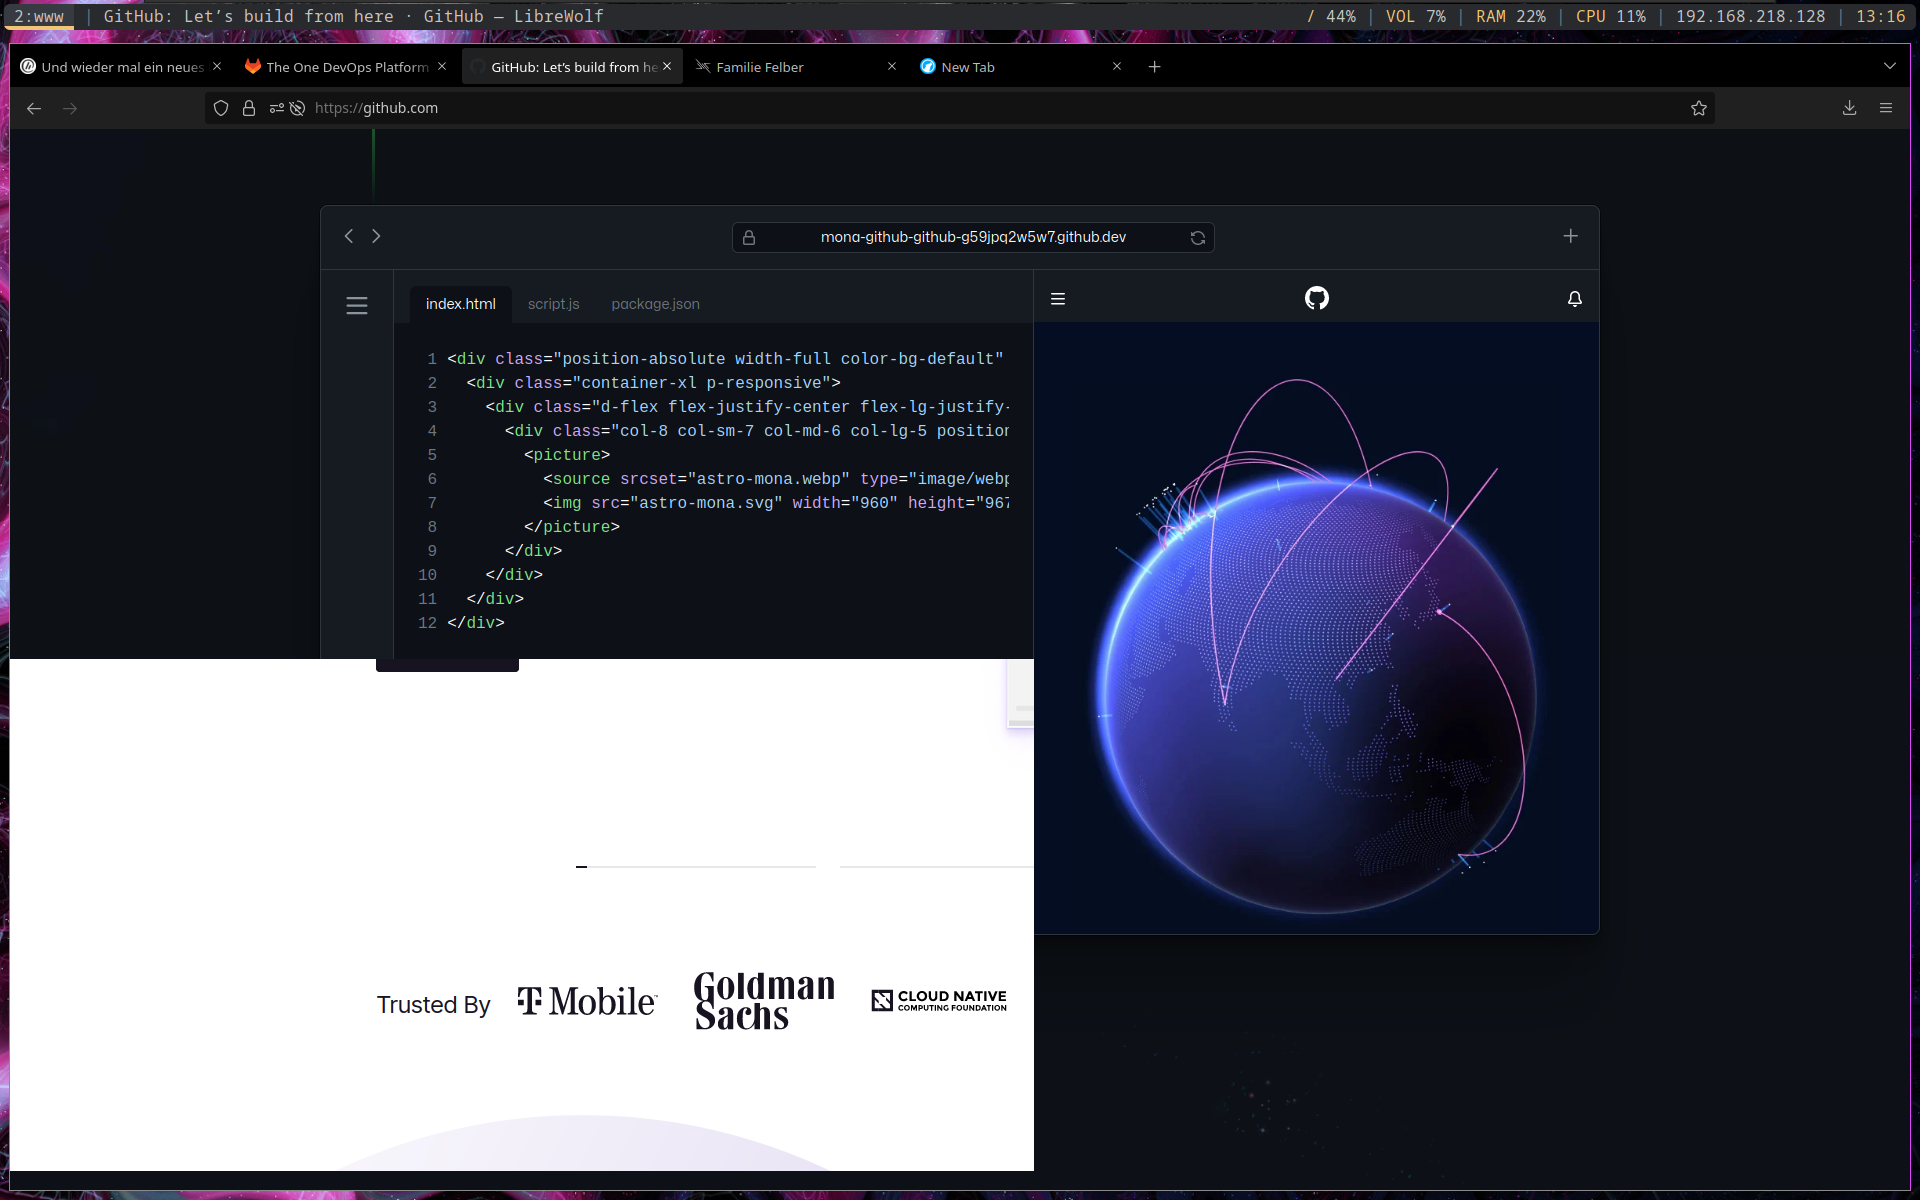 2:www | GitHub: Let's build from here · GitHub — LibreWolf
/ 44% | VOL 7% | RAM 22% | CPU 11% | 192.168.218.128 | 13:16
Und wieder mal ein neues
The One DevOps Platform
GitHub: Let's build from he
Familie Felber
New Tab
https://github.com
mona-github-github-g59jpq2w5w7.github.dev
index.html script.js package.json
1 <div class="position-absolute width-full color-bg-default"
2 <div class="container-xl p-responsive">
3 <div class="d-flex flex-justify-center flex-lg-justify-
4 <div class="col-8 col-sm-7 col-md-6 col-lg-5 position
5 <picture>
6 <source srcset="astro-mona.webp" type="image/webp
7 <img src="astro-mona.svg" width="960" height="967
8 </picture>
9 </div>
10 </div>
11 </div>
12 </div>
Trusted By
T Mobile
Goldman
Sachs
CLOUD NATIVE
COMPUTING FOUNDATION